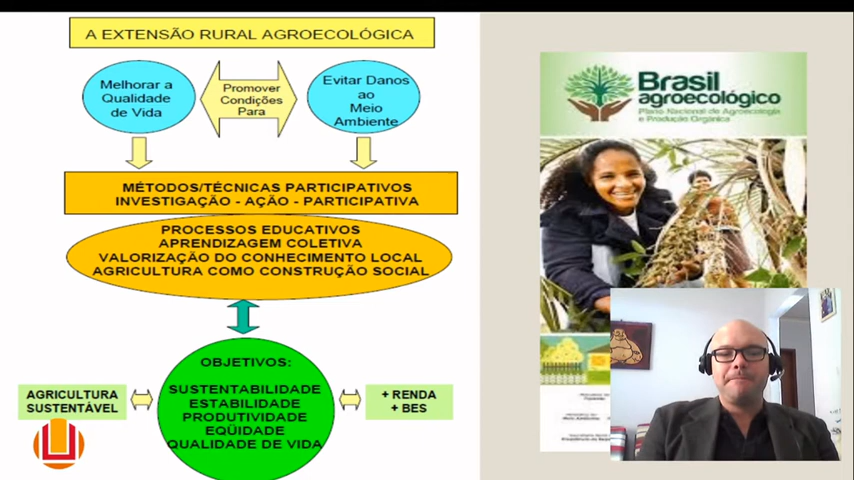 A EXTENSÃO RURAL AGROECOLÓGICA
Melhorar a
Qualidade
de Vida
Promover
Condições
Para
Evitar Danos
ao
Meio
Ambiente
MÉTODOS/TÉCNICAS PARTICIPATIVOS
INVESTIGAÇÃO - AÇÃO - PARTICIPATIVA
PROCESSOS EDUCATIVOS
APRENDIZAGEM COLETIVA
VALORIZAÇÃO DO CONHECIMENTO LOCAL
AGRICULTURA COMO CONSTRUÇÃO SOCIAL
OBJETIVOS:
SUSTENTABILIDADE
ESTABILIDADE
PRODUTIVIDADE
EQÜIDADE
QUALIDADE DE VIDA
AGRICULTURA
SUSTENTÁVEL
+ RENDA
+ BES
Brasil
agroecológico
Plano Nacional de Agroecologia
e Produção Orgânica